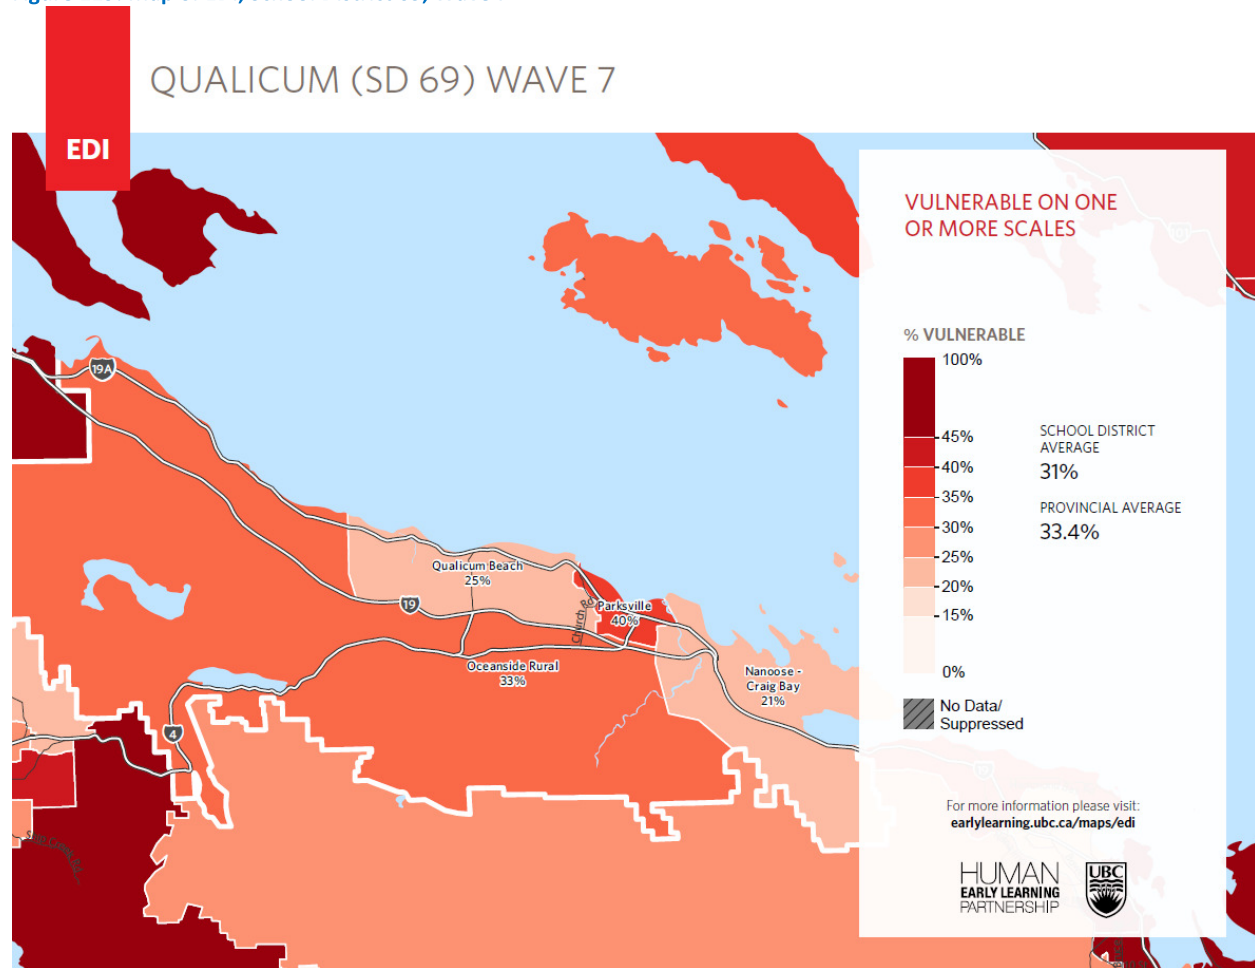 QUALICUM (SD 69) WAVE 7
EDI
VULNERABLE ON ONE
OR MORE SCALES
% VULNERABLE
100%
45%
40%
35%
30%
25%
20%
15%
0%
No Data/
Suppressed
SCHOOL DISTRICT
AVERAGE
31%
PROVINCIAL AVERAGE
33.4%
19A
Qualicum Beach
25%
19
Church Rd
Parksville
40%
Oceanside Rural
33%
Nanoose -
Craig Bay
21%
4
For more information please visit:
earlylearning.ubc.ca/maps/edi
HUMAN
EARLY LEARNING
PARTNERSHIP
UBC